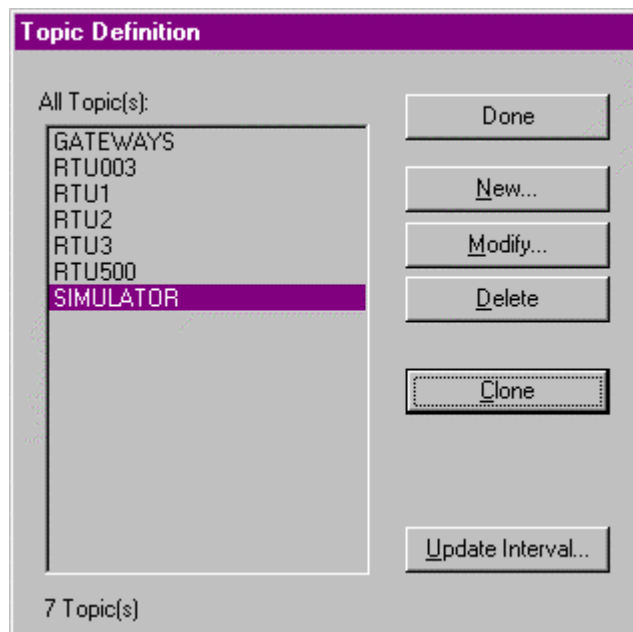 Topic Definition
All Topic(s):
GATEWAYS
RTU003
RTU1
RTU2
RTU3
RTU500
SIMULATOR
7 Topic(s)
Done
New...
Modify...
Delete
Clone
Update Interval...